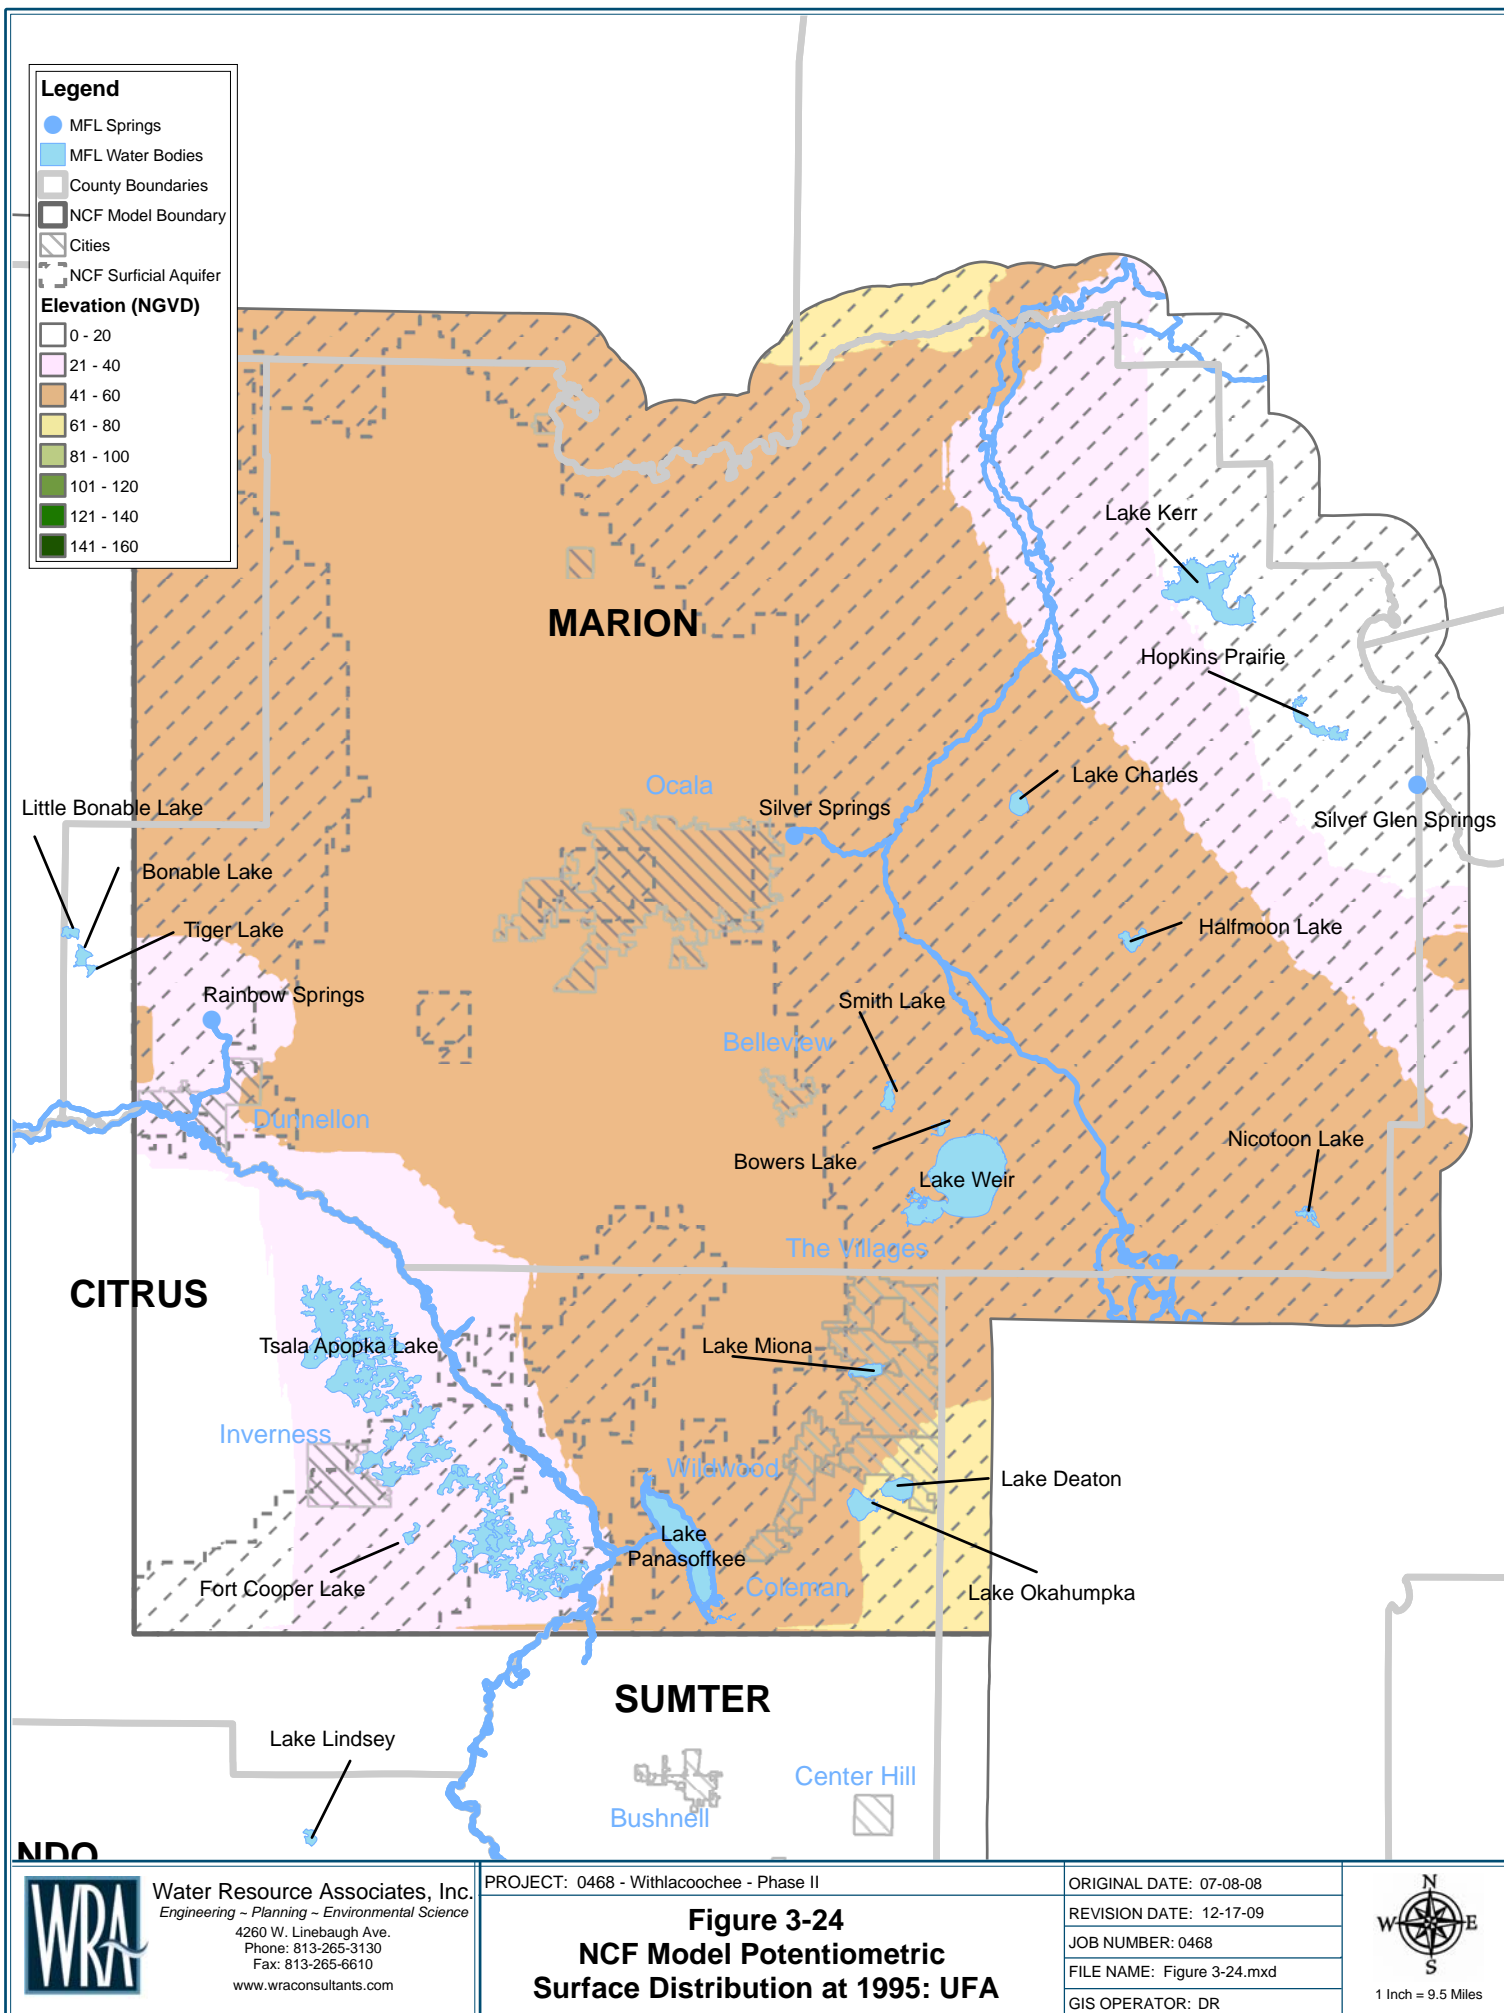 Legend
MFL Springs
MFL Water Bodies
County Boundaries
NCF Model Boundary
Cities
NCF Surficial Aquifer
Elevation (NGVD)
0 - 20
21 - 40
41 - 60
61 - 80
81 - 100
101 - 120
121 - 140
141 - 160
Lake Kerr
MARION
Hopkins Prairie
Lake Charles
Ocala
Little Bonable Lake
Silver Springs
Silver Glen Springs
Bonable Lake
Tiger Lake
Halfmoon Lake
Rainbow Springs
Smith Lake
Belleview
Dunnellon
Nicotoon Lake
Bowers Lake
Lake Weir
The Villages
CITRUS
Tsala Apopka Lake
Lake Miona
Inverness
Wildwood
Lake Deaton
Lake
Panasoffkee
Fort Cooper Lake
Coleman
Lake Okahumpka
SUMTER
Lake Lindsey
Center Hill
Bushnell
NDO
WRA
Water Resource Associates, Inc.
Engineering ~ Planning ~ Environmental Science
4260 W. Linebaugh Ave.
Phone: 813-265-3130
Fax: 813-265-6610
www.wraconsultants.com
PROJECT: 0468 - Withlacoochee - Phase II
Figure 3-24
NCF Model Potentiometric
Surface Distribution at 1995: UFA
ORIGINAL DATE: 07-08-08
REVISION DATE: 12-17-09
JOB NUMBER: 0468
FILE NAME: Figure 3-24.mxd
GIS OPERATOR: DR
N
W E
S
1 Inch = 9.5 Miles